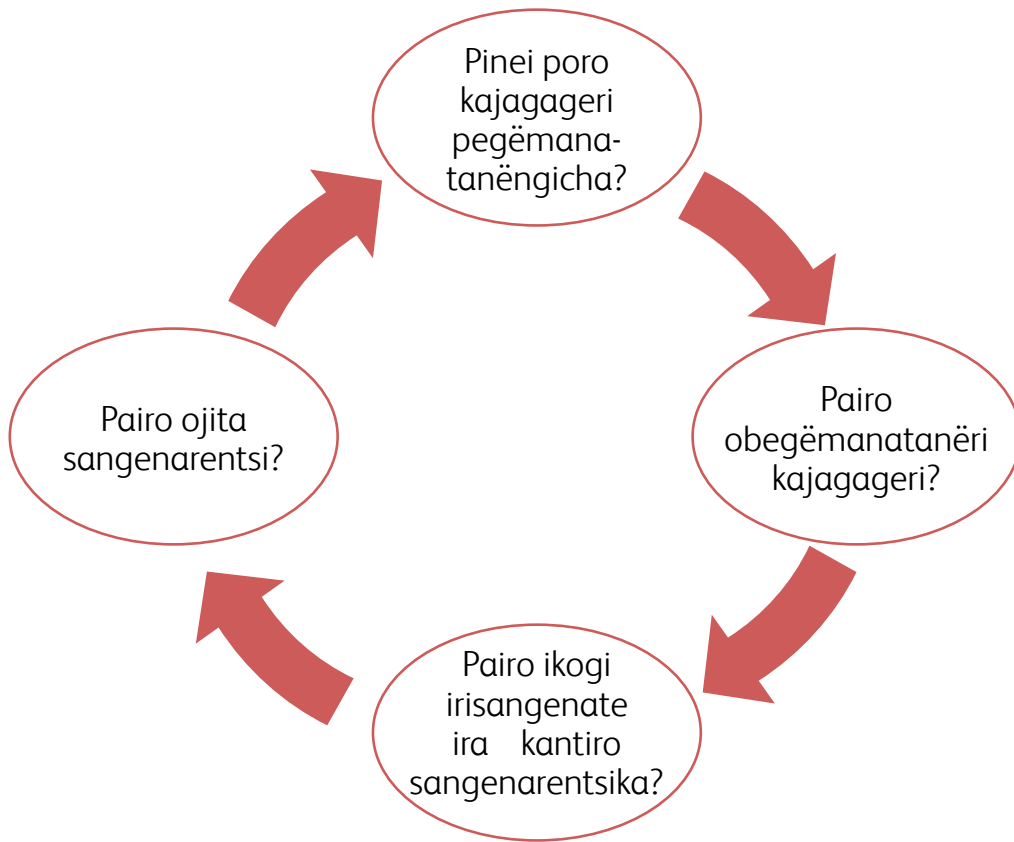 Pinei poro
kajagageri
pegëmana-
tanëngicha?
Pairo
obegëmanatanëri
kajagageri?
Pairo ikogi
irisangenate
ira kantiro
sangenarentsika?
Pairo ojita
sangenarentsi?